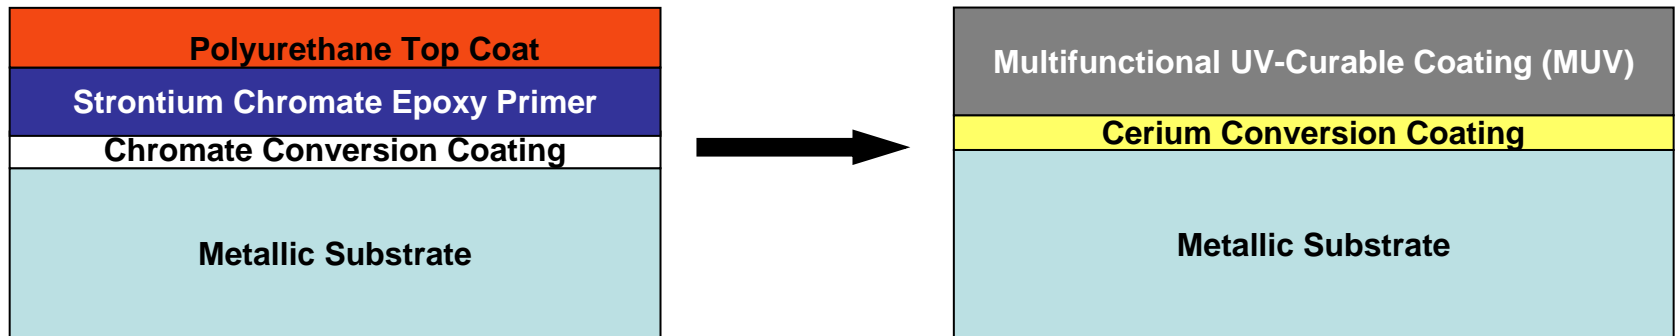 Polyurethane Top Coat
Strontium Chromate Epoxy Primer
Chromate Conversion Coating
Metallic Substrate
Multifunctional UV-Curable Coating (MUV)
Cerium Conversion Coating
Metallic Substrate